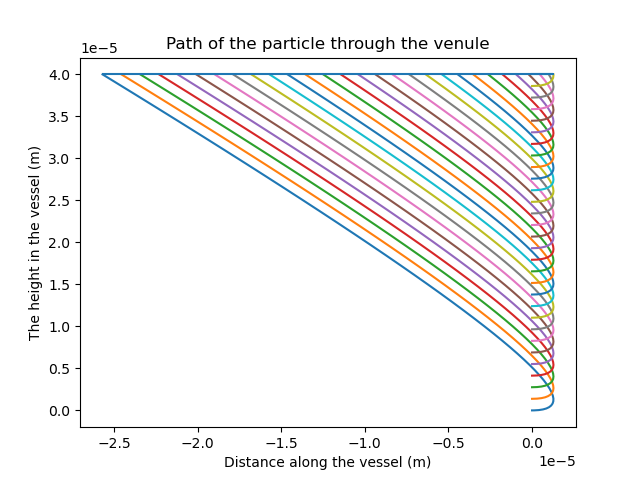 Path of the particle through the venule
1e−5
4.0
3.5
3.0
2.5
2.0
1.5
1.0
0.5
0.0
The height in the vessel (m)
−2.5 −2.0 −1.5 −1.0 −0.5 0.0
Distance along the vessel (m)
1e−5